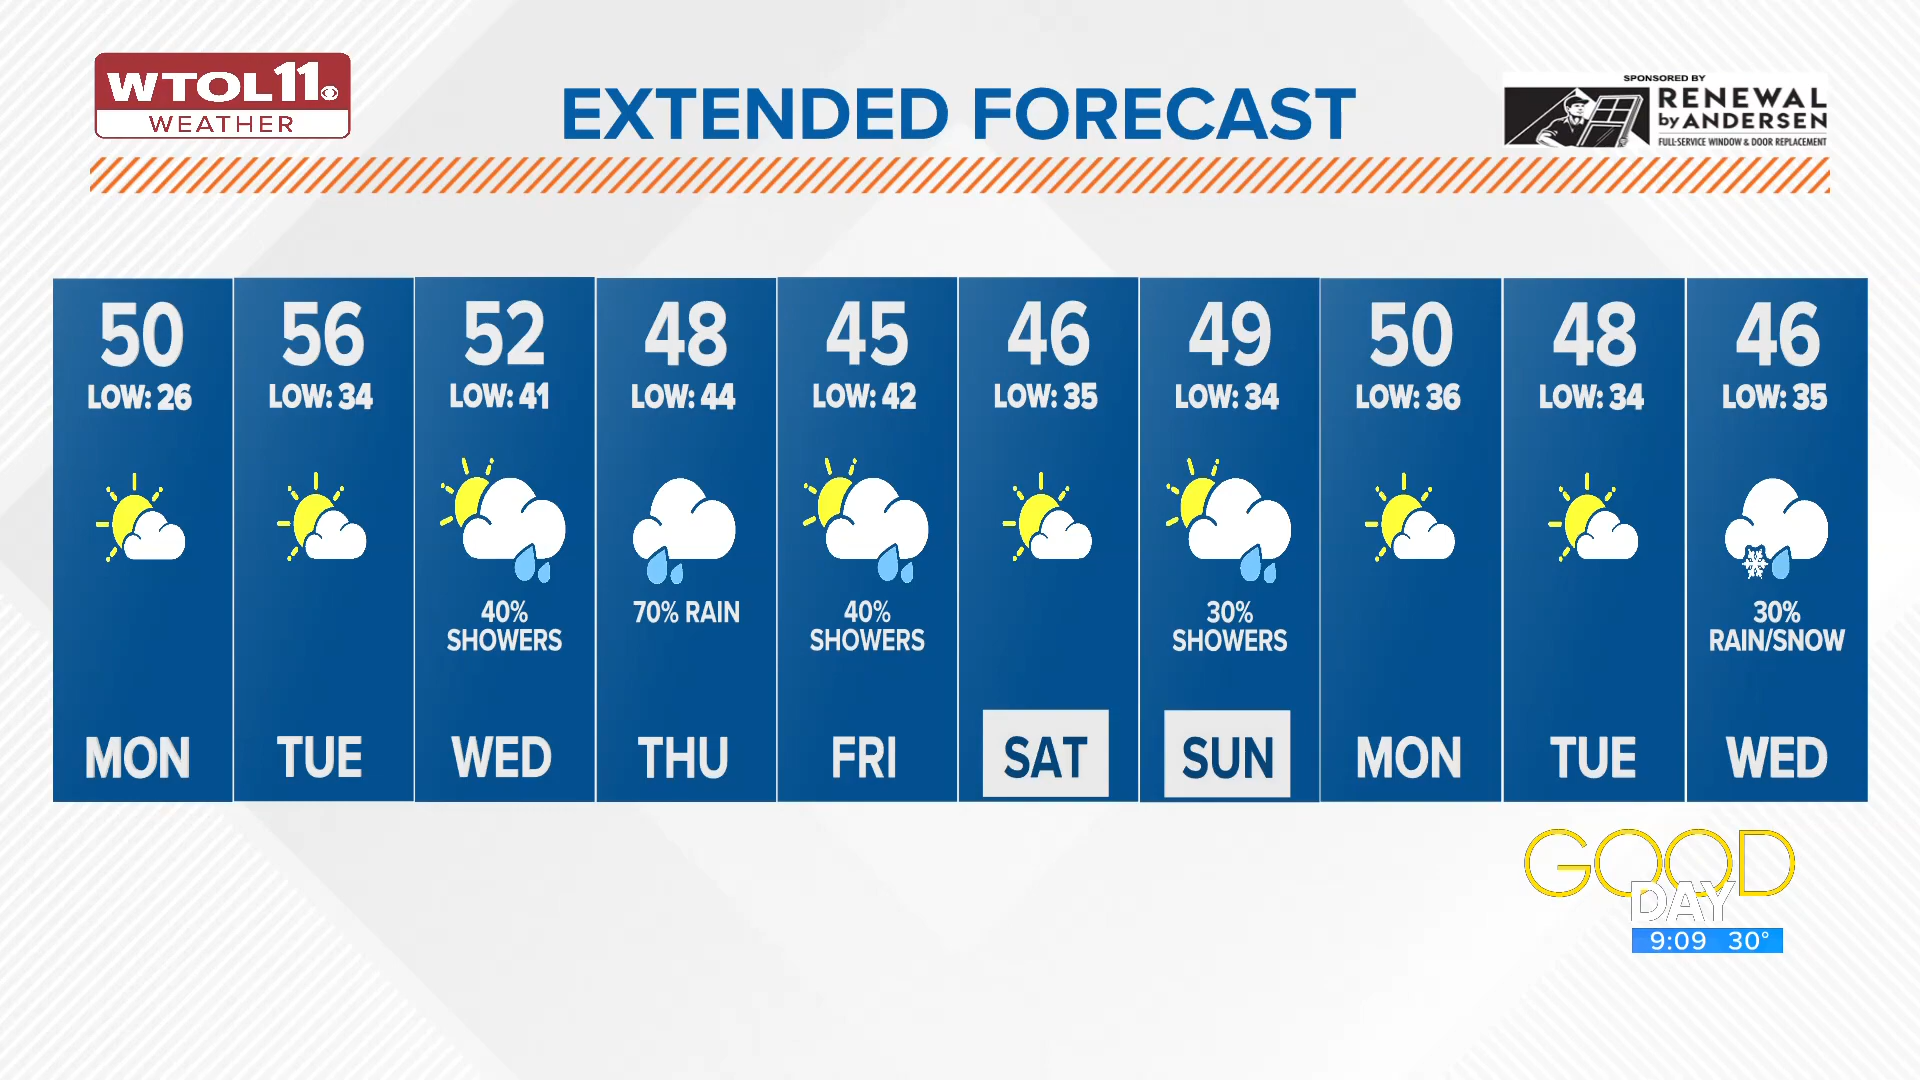 WTOL 11
WEATHER
EXTENDED FORECAST
SPONSORED BY
RENEWAL
by ANDERSEN
FULL-SERVICE WINDOW & DOOR REPLACEMENT
50
LOW: 26
MON
56
LOW: 34
TUE
52
LOW: 41
40%
SHOWERS
WED
48
LOW: 44
70% RAIN
THU
45
LOW: 42
40%
SHOWERS
FRI
46
LOW: 35
SAT
49
LOW: 34
30%
SHOWERS
SUN
50
LOW: 36
MON
48
LOW: 34
TUE
46
LOW: 35
30%
RAIN/SNOW
WED
GOOD
DAY
9:09 30°